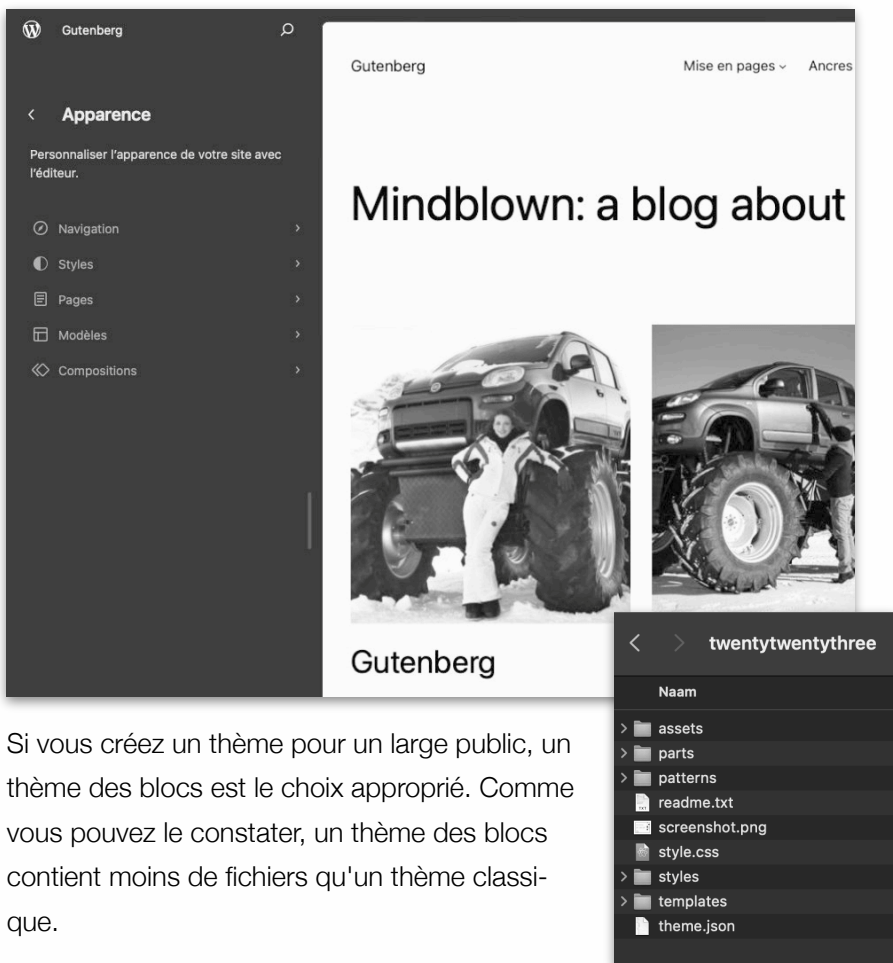 Gutenberg
Apparence
Personnaliser l'apparence de votre site avec
l'éditeur.
Navigation
Styles
Pages
Modèles
Compositions
Gutenberg
Mise en pages
Ancres
Mindblown: a blog about
Gutenberg
Si vous créez un thème pour un large public, un
thème des blocs est le choix approprié. Comme
vous pouvez le constater, un thème des blocs
contient moins de fichiers qu'un thème classi-
que.
twentytwentythree
Naam
assets
parts
patterns
readme.txt
screenshot.png
style.css
styles
templates
theme.json